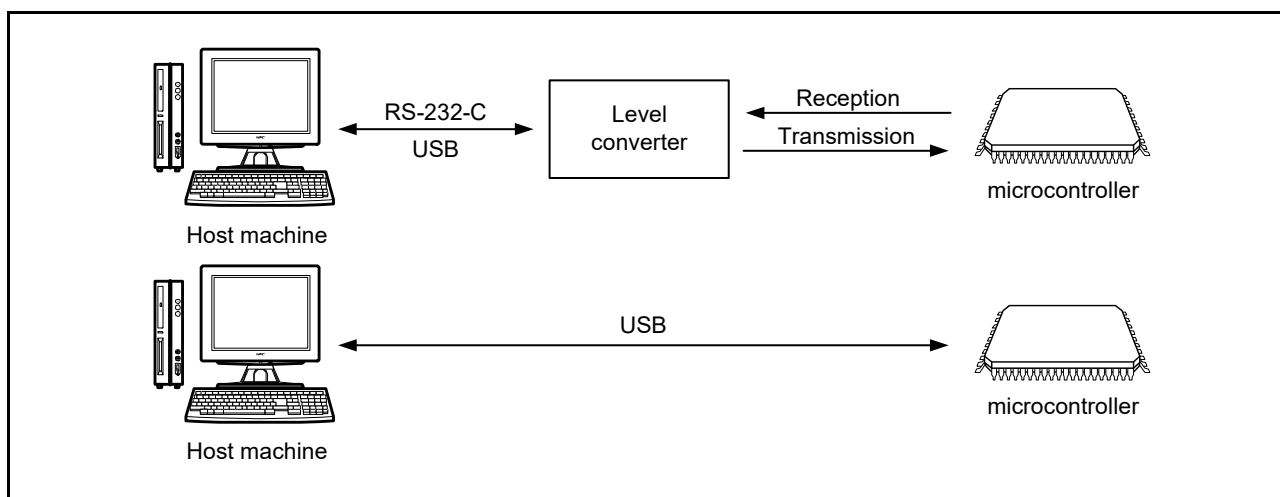 RS-232-C
USB
Level
converter
Reception
Transmission
microcontroller
Host machine
USB
microcontroller
Host machine